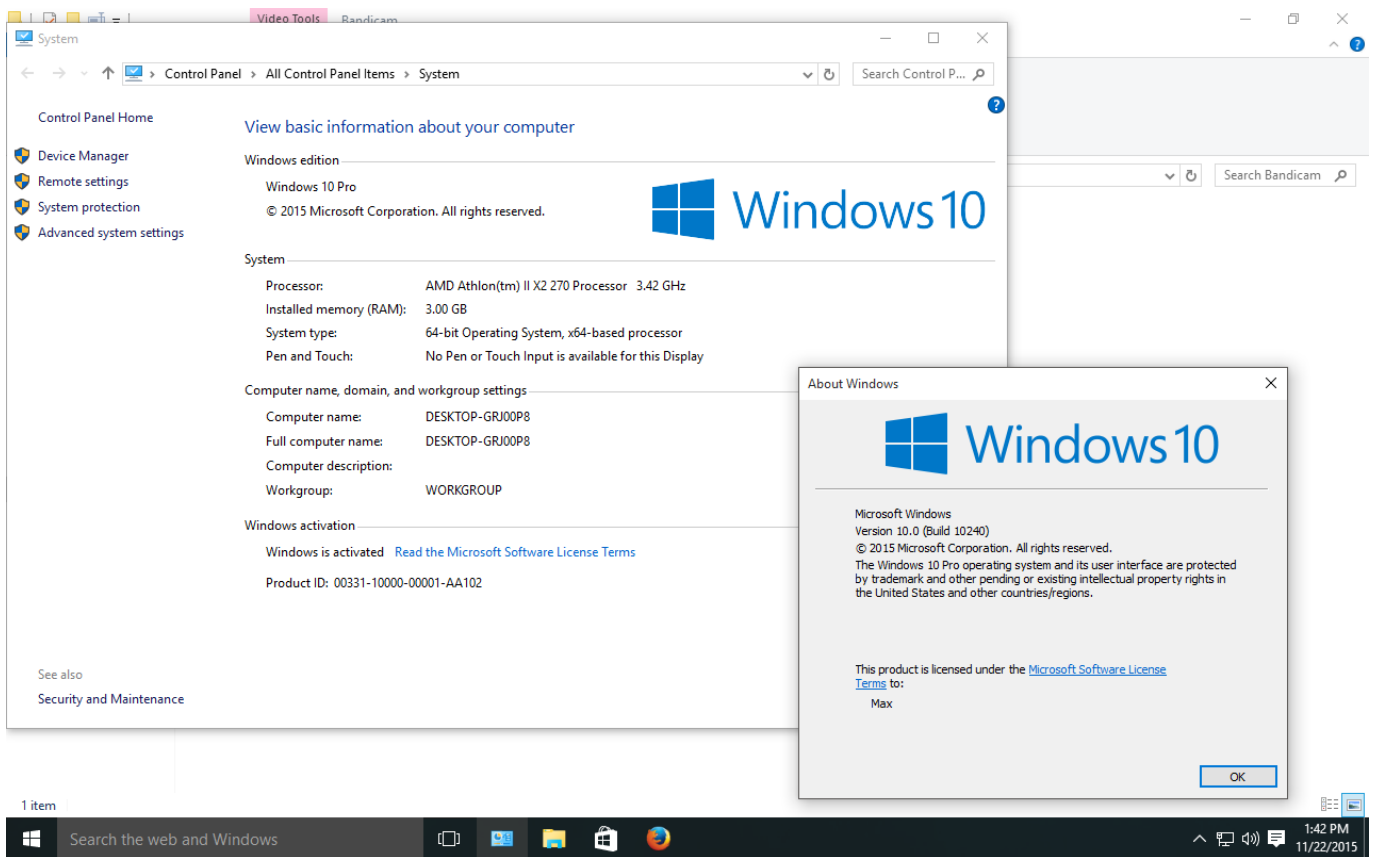 Video Tools Bandicam
System
Control Panel > All Control Panel Items > System
Search Control P...
Control Panel Home
Device Manager
Remote settings
System protection
Advanced system settings
See also
Security and Maintenance
View basic information about your computer
Windows edition
Windows 10 Pro
© 2015 Microsoft Corporation. All rights reserved.
Windows 10
System
Processor: AMD Athlon(tm) II X2 270 Processor 3.42 GHz
Installed memory (RAM): 3.00 GB
System type: 64-bit Operating System, x64-based processor
Pen and Touch: No Pen or Touch Input is available for this Display
Computer name, domain, and workgroup settings
Computer name: DESKTOP-GRJ00P8
Full computer name: DESKTOP-GRJ00P8
Computer description:
Workgroup: WORKGROUP
Windows activation
Windows is activated Read the Microsoft Software License Terms
Product ID: 00331-10000-00001-AA102
Search Bandicam
About Windows
Windows 10
Microsoft Windows
Version 10.0 (Build 10240)
© 2015 Microsoft Corporation. All rights reserved.
The Windows 10 Pro operating system and its user interface are protected
by trademark and other pending or existing intellectual property rights in
the United States and other countries/regions.
This product is licensed under the Microsoft Software License
Terms to:
Max
OK
1 item
Search the web and Windows
1:42 PM
11/22/2015